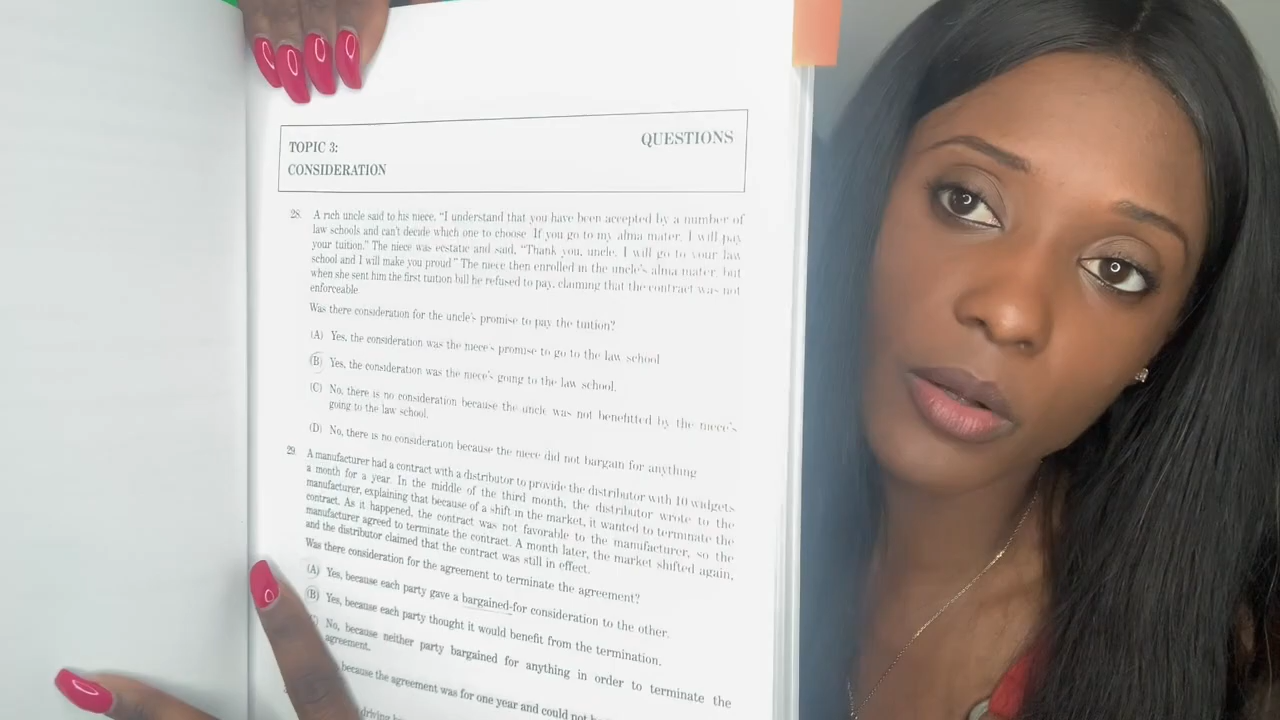 TOPIC 3:
QUESTIONS
CONSIDERATION
28. A rich uncle said to his niece, "I understand that you have been accepted by a number of
law schools and can't decide which one to choose. If you go to my alma mater, I will pay
your tuition." The niece was ecstatic and said, "Thank you, uncle. I will go to your law
school and I will make you proud." The niece then enrolled in the uncle's alma mater, but
when she sent him the first tuition bill he refused to pay, claiming that the contract was not
enforceable
Was there consideration for the uncle's promise to pay the tuition?
(A) Yes, the consideration was the niece's promise to go to the law school
(B) Yes, the consideration was the niece's going to the law school.
(C) No, there is no consideration because the uncle was not benefitted by the niece's
going to the law school.
(D) No, there is no consideration because the niece did not bargain for anything
29. A manufacturer had a contract with a distributor to provide the distributor with 10 widgets
a month for a year. In the middle of the third month, the distributor wrote to the
manufacturer, explaining that because of a shift in the market, it wanted to terminate the
contract. As it happened, the contract was not favorable to the manufacturer, so the
manufacturer agreed to terminate the contract. A month later, the market shifted again,
and the distributor claimed that the contract was still in effect.
Was there consideration for the agreement to terminate the agreement?
(A) Yes, because each party gave a bargained-for consideration to the other.
(B) Yes, because each party thought it would benefit from the termination.
No, because neither party bargained for anything in order to terminate the
agreement.
because the agreement was for one year and could not
driving